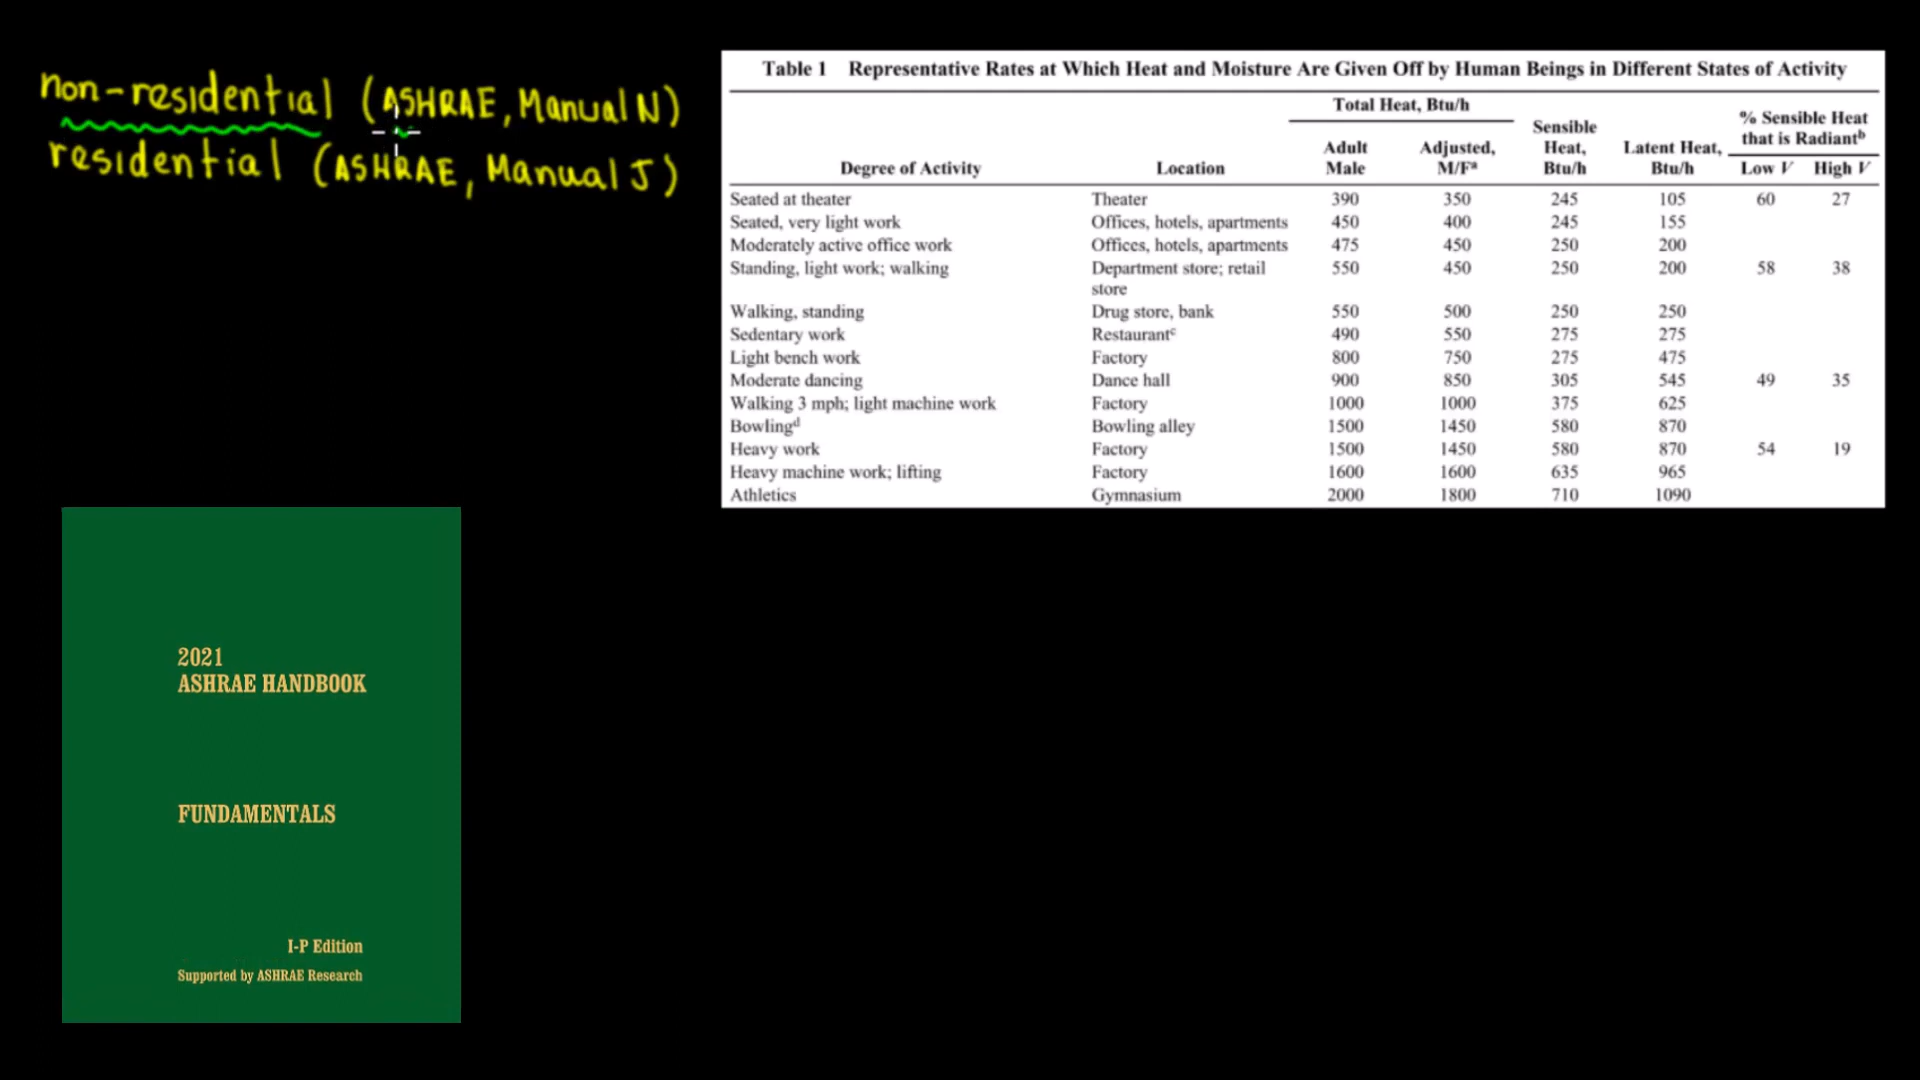 non-residential (ASHRAE, Manual N)
residential (ASHRAE, Manual J)
Table 1 Representative Rates at Which Heat and Moisture Are Given Off by Human Beings in Different States of Activity
Total Heat, Btu/h
% Sensible Heat that is Radiantᵇ
Degree of Activity Location Adult Male Adjusted, M/Fᵃ Sensible Heat, Btu/h Latent Heat, Btu/h Low V High V
Seated at theater Theater 390 350 245 105 60 27
Seated, very light work Offices, hotels, apartments 450 400 245 155
Moderately active office work Offices, hotels, apartments 475 450 250 200
Standing, light work; walking Department store; retail store 550 450 250 200 58 38
Walking, standing Drug store, bank 550 500 250 250
Sedentary work Restaurantᶜ 490 550 275 275
Light bench work Factory 800 750 275 475
Moderate dancing Dance hall 900 850 305 545 49 35
Walking 3 mph; light machine work Factory 1000 1000 375 625
Bowlingᵈ Bowling alley 1500 1450 580 870
Heavy work Factory 1500 1450 580 870 54 19
Heavy machine work; lifting Factory 1600 1600 635 965
Athletics Gymnasium 2000 1800 710 1090
2021
ASHRAE HANDBOOK
FUNDAMENTALS
I-P Edition
Supported by ASHRAE Research